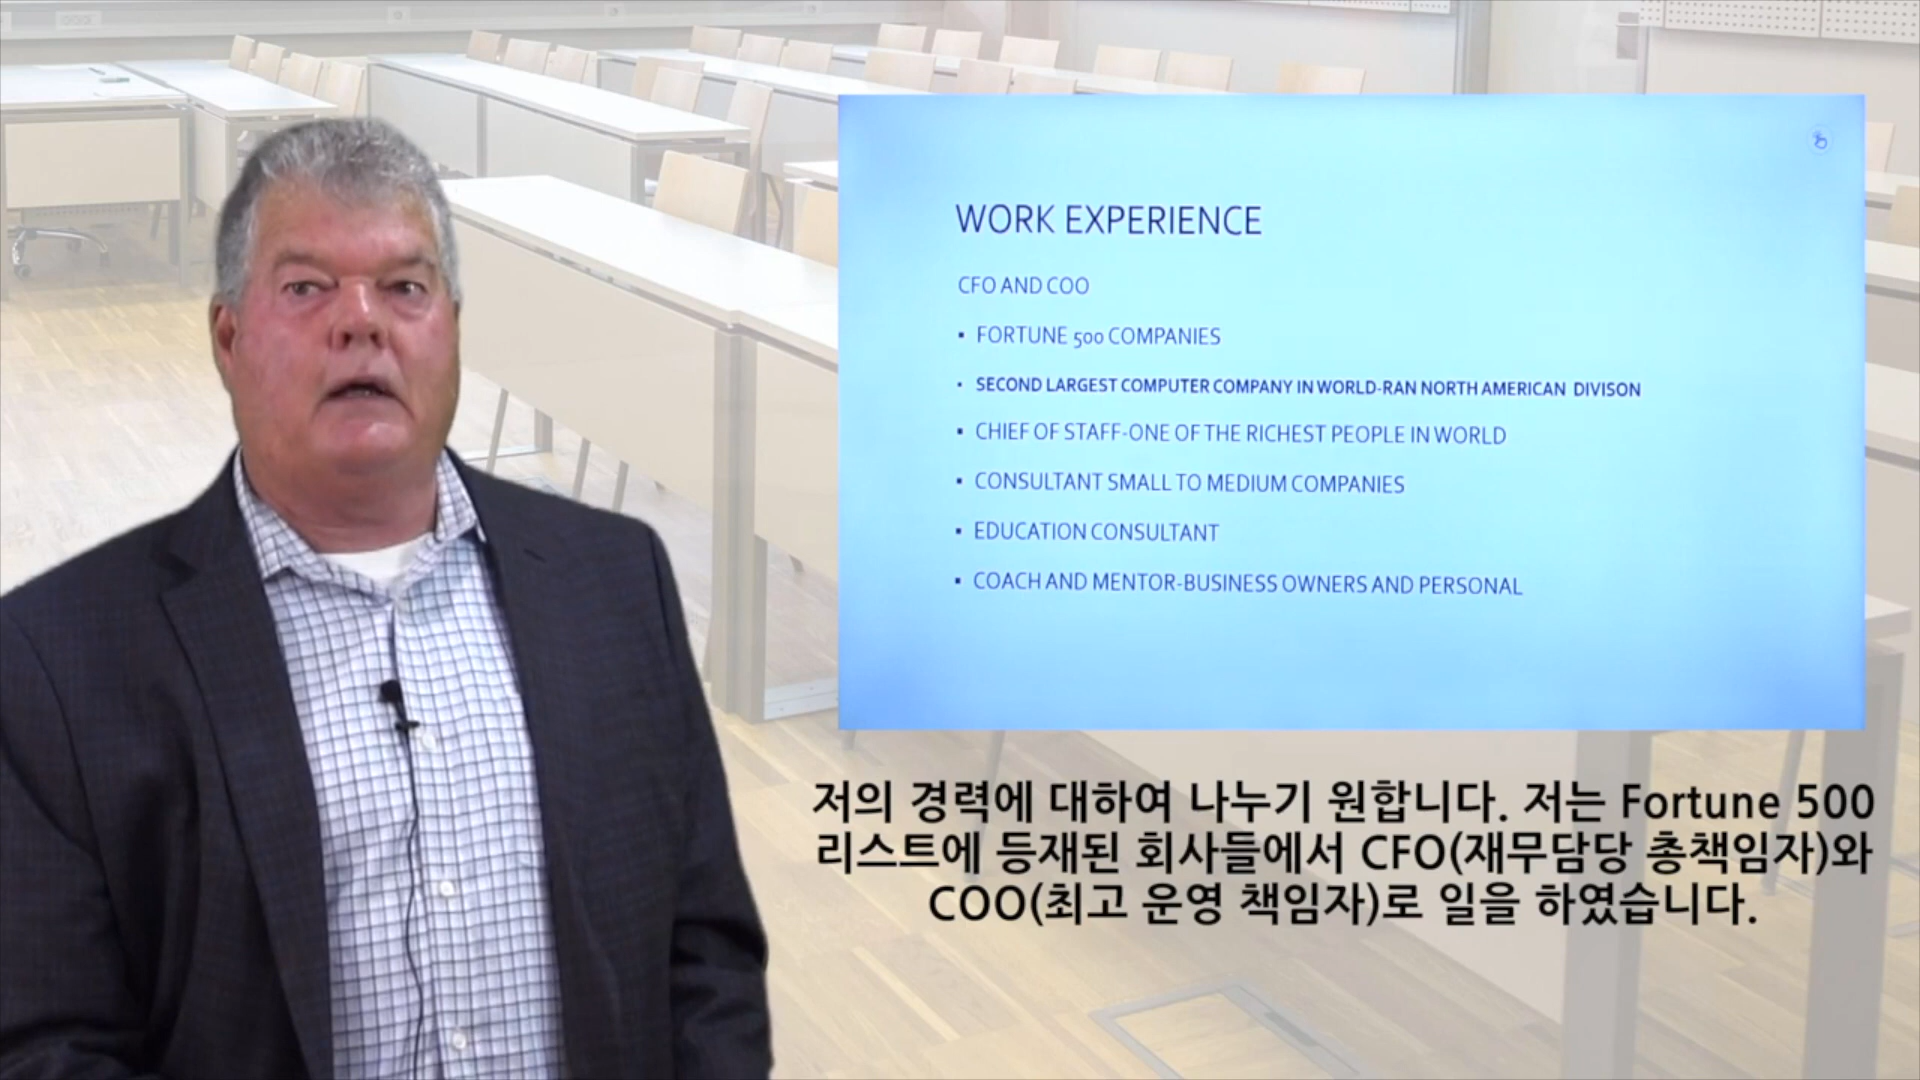 WORK EXPERIENCE
CFO AND COO
▪ FORTUNE 500 COMPANIES
▪ SECOND LARGEST COMPUTER COMPANY IN WORLD-RAN NORTH AMERICAN DIVISON
▪ CHIEF OF STAFF-ONE OF THE RICHEST PEOPLE IN WORLD
▪ CONSULTANT SMALL TO MEDIUM COMPANIES
▪ EDUCATION CONSULTANT
▪ COACH AND MENTOR-BUSINESS OWNERS AND PERSONAL
저의 경력에 대하여 나누기 원합니다. 저는 Fortune 500
리스트에 등재된 회사들에서 CFO(재무담당 총책임자)와
COO(최고 운영 책임자)로 일을 하였습니다.